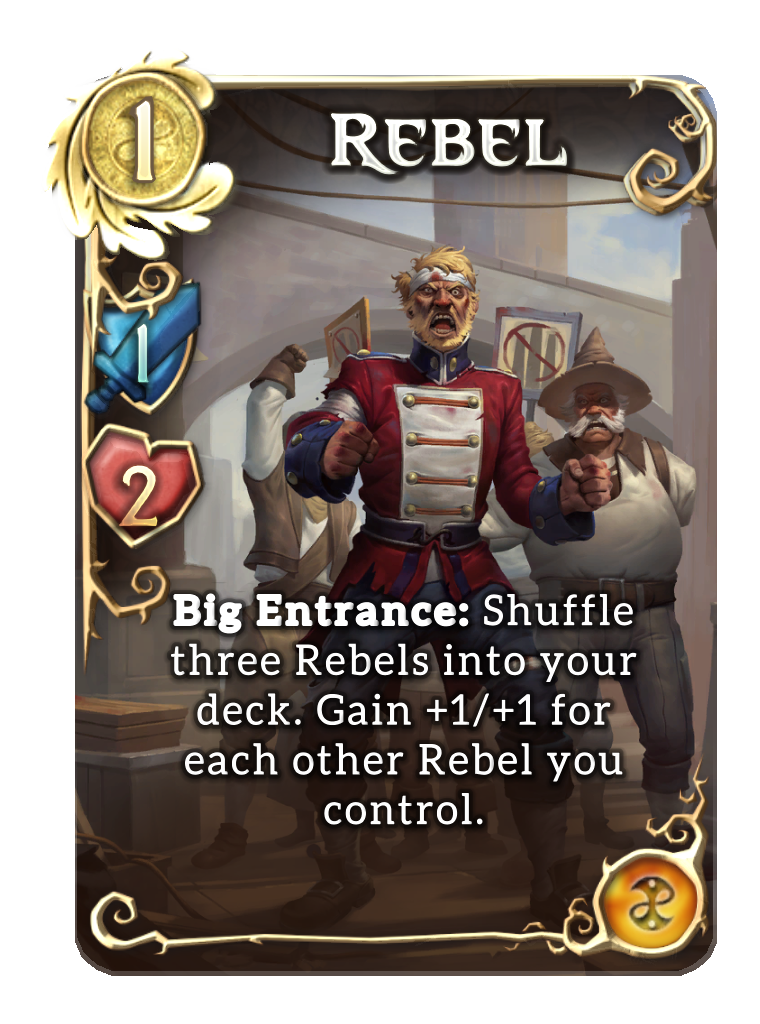 1
REBEL
1
2
Big Entrance: Shuffle
three Rebels into your
deck. Gain +1/+1 for
each other Rebel you
control.